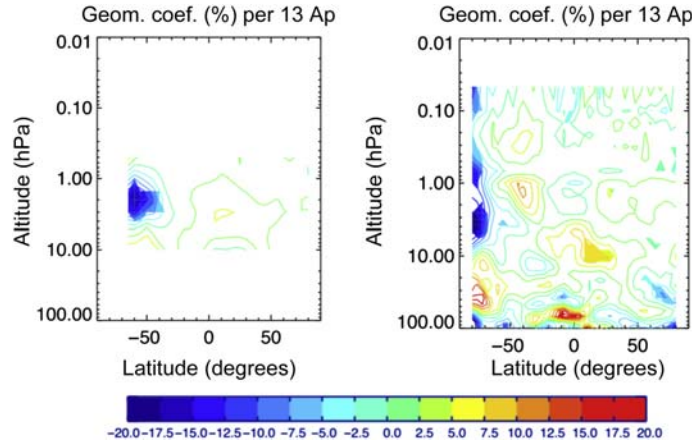 Geom. coef. (%) per 13 Ap
0.01
0.10
1.00
10.00
100.00
Altitude (hPa)
−50 0 50
Latitude (degrees)
Geom. coef. (%) per 13 Ap
0.01
0.10
1.00
10.00
100.00
Altitude (hPa)
−50 0 50
Latitude (degrees)
−20.0 −17.5 −15.0 −12.5 −10.0 −7.5 −5.0 −2.5 0.0 2.5 5.0 7.5 10.0 12.5 15.0 17.5 20.0